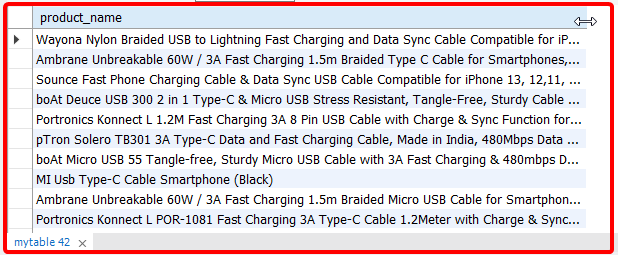 product_name
Wayona Nylon Braided USB to Lightning Fast Charging and Data Sync Cable Compatible for iP...
Ambrane Unbreakable 60W / 3A Fast Charging 1.5m Braided Type C Cable for Smartphones,...
Sounce Fast Phone Charging Cable & Data Sync USB Cable Compatible for iPhone 13, 12,11, ...
boAt Deuce USB 300 2 in 1 Type-C & Micro USB Stress Resistant, Tangle-Free, Sturdy Cable ...
Portronics Konnect L 1.2M Fast Charging 3A 8 Pin USB Cable with Charge & Sync Function for...
pTron Solero TB301 3A Type-C Data and Fast Charging Cable, Made in India, 480Mbps Data ...
boAt Micro USB 55 Tangle-free, Sturdy Micro USB Cable with 3A Fast Charging & 480mbps D...
MI Usb Type-C Cable Smartphone (Black)
Ambrane Unbreakable 60W / 3A Fast Charging 1.5m Braided Micro USB Cable for Smartphon...
Portronics Konnect L POR-1081 Fast Charging 3A Type-C Cable 1.2Meter with Charge & Sync...
mytable 42